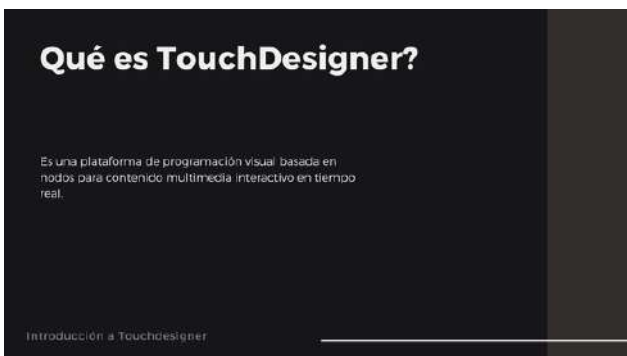 Qué es TouchDesigner?
Es una plataforma de programación visual basada en
nodos para contenido multimedia interactivo en tiempo
real.
Introducción a Touchdesigner